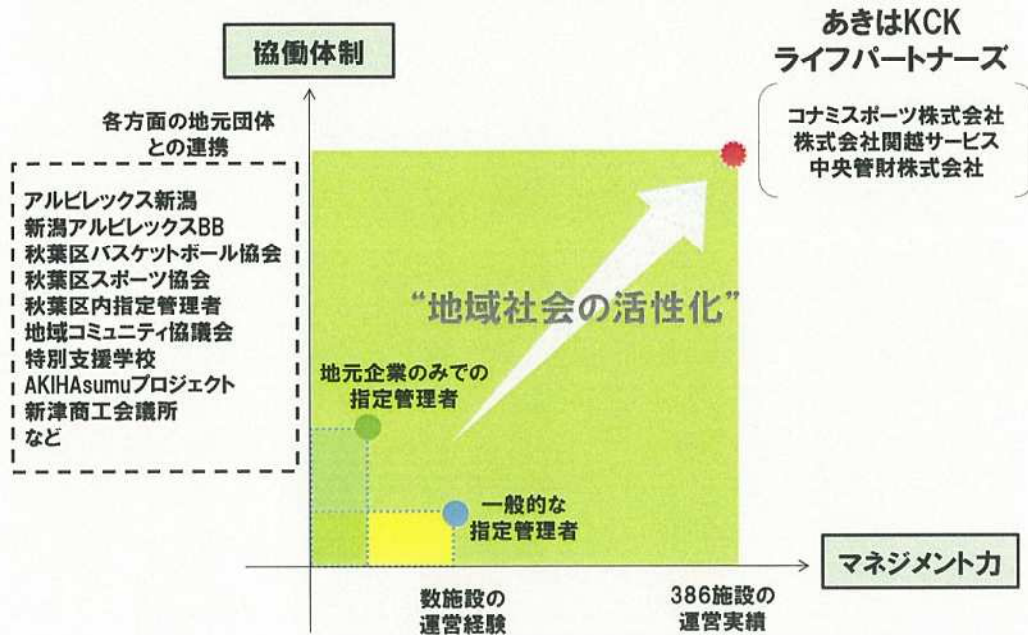 あきはKCK
ライフパートナーズ
コナミスポーツ株式会社
株式会社関越サービス
中央管財株式会社
協働体制
各方面の地元団体
との連携
アルビレックス新潟
新潟アルビレックスBB
秋葉区バスケットボール協会
秋葉区スポーツ協会
秋葉区内指定管理者
地域コミュニティ協議会
特別支援学校
AKIHAsumuプロジェクト
新津商工会議所
など
“地域社会の活性化”
地元企業のみでの
指定管理者
一般的な
指定管理者
マネジメント力
数施設の
運営経験
386施設の
運営実績